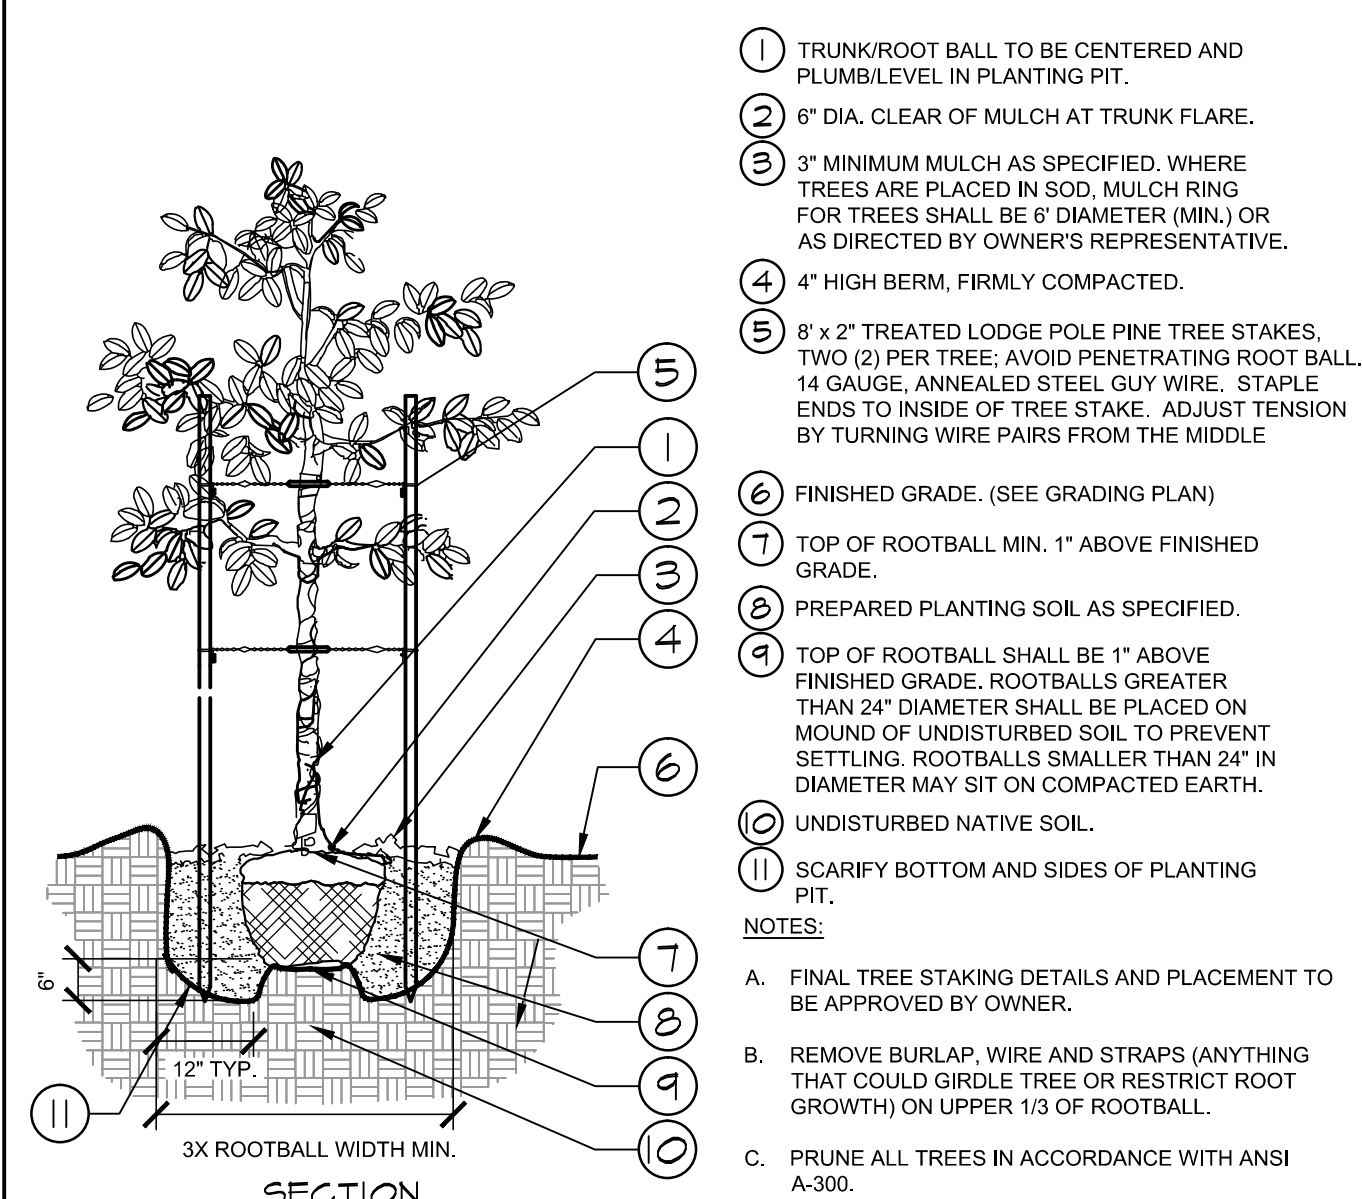 1 TRUNK/ROOT BALL TO BE CENTERED AND
PLUMB/LEVEL IN PLANTING PIT.
2 6" DIA. CLEAR OF MULCH AT TRUNK FLARE.
3 3" MINIMUM MULCH AS SPECIFIED. WHERE
TREES ARE PLACED IN SOD, MULCH RING
FOR TREES SHALL BE 6' DIAMETER (MIN.) OR
AS DIRECTED BY OWNER'S REPRESENTATIVE.
4 4" HIGH BERM, FIRMLY COMPACTED.
5 8' x 2" TREATED LODGE POLE PINE TREE STAKES,
TWO (2) PER TREE; AVOID PENETRATING ROOT BALL.
14 GAUGE, ANNEALED STEEL GUY WIRE. STAPLE
ENDS TO INSIDE OF TREE STAKE. ADJUST TENSION
BY TURNING WIRE PAIRS FROM THE MIDDLE
6 FINISHED GRADE. (SEE GRADING PLAN)
7 TOP OF ROOTBALL MIN. 1" ABOVE FINISHED
GRADE.
8 PREPARED PLANTING SOIL AS SPECIFIED.
9 TOP OF ROOTBALL SHALL BE 1" ABOVE
FINISHED GRADE. ROOTBALLS GREATER
THAN 24" DIAMETER SHALL BE PLACED ON
MOUND OF UNDISTURBED SOIL TO PREVENT
SETTLING. ROOTBALLS SMALLER THAN 24" IN
DIAMETER MAY SIT ON COMPACTED EARTH.
10 UNDISTURBED NATIVE SOIL.
11 SCARIFY BOTTOM AND SIDES OF PLANTING
PIT.
NOTES:
A. FINAL TREE STAKING DETAILS AND PLACEMENT TO
BE APPROVED BY OWNER.
B. REMOVE BURLAP, WIRE AND STRAPS (ANYTHING
THAT COULD GIRDLE TREE OR RESTRICT ROOT
GROWTH) ON UPPER 1/3 OF ROOTBALL.
C. PRUNE ALL TREES IN ACCORDANCE WITH ANSI
A-300.
5
1
2
3
4
6
7
8
9
10
11
6"
12" TYP.
3X ROOTBALL WIDTH MIN.
SECTION